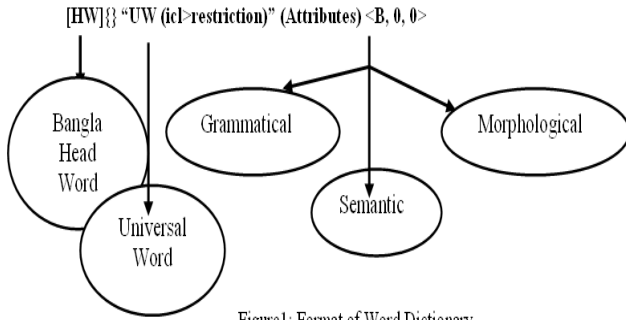 [HW]{} “UW (icl>restriction)” (Attributes) <B, 0, 0>
Bangla
Head
Word
Universal
Word
Grammatical
Semantic
Morphological
Figure1: Format of Word Dictionary